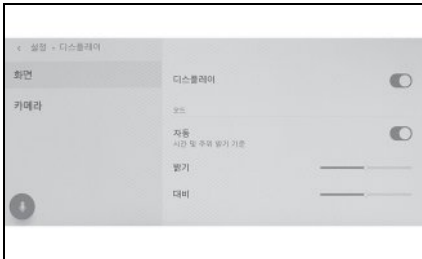 < 설정 > 디스플레이
화면
카메라
디스플레이
모드
자동
시간 및 주위 밝기 기준
밝기
대비